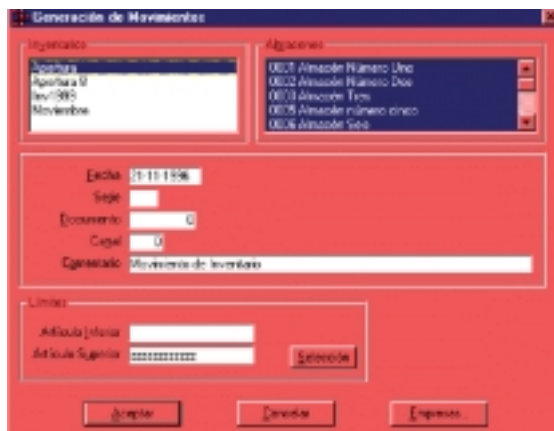 Generación de Movimientos
Inventarios
Apertura
Apertura B
Inv1993
Noviembre
Almacenes
0001 Almacén Número Uno
0002 Almacén Número Dos
0003 Almacén Tres
0005 Almacén número cinco
0006 Almacén Seis
Fecha 21-11-1996
Serie
Documento 0
Canal 0
Comentario Movimiento de Inventario
Límites
Artículo Inferior
Artículo Superior zzzzzzzzzzzz
Selección
Aceptar
Cancelar
Empresas...